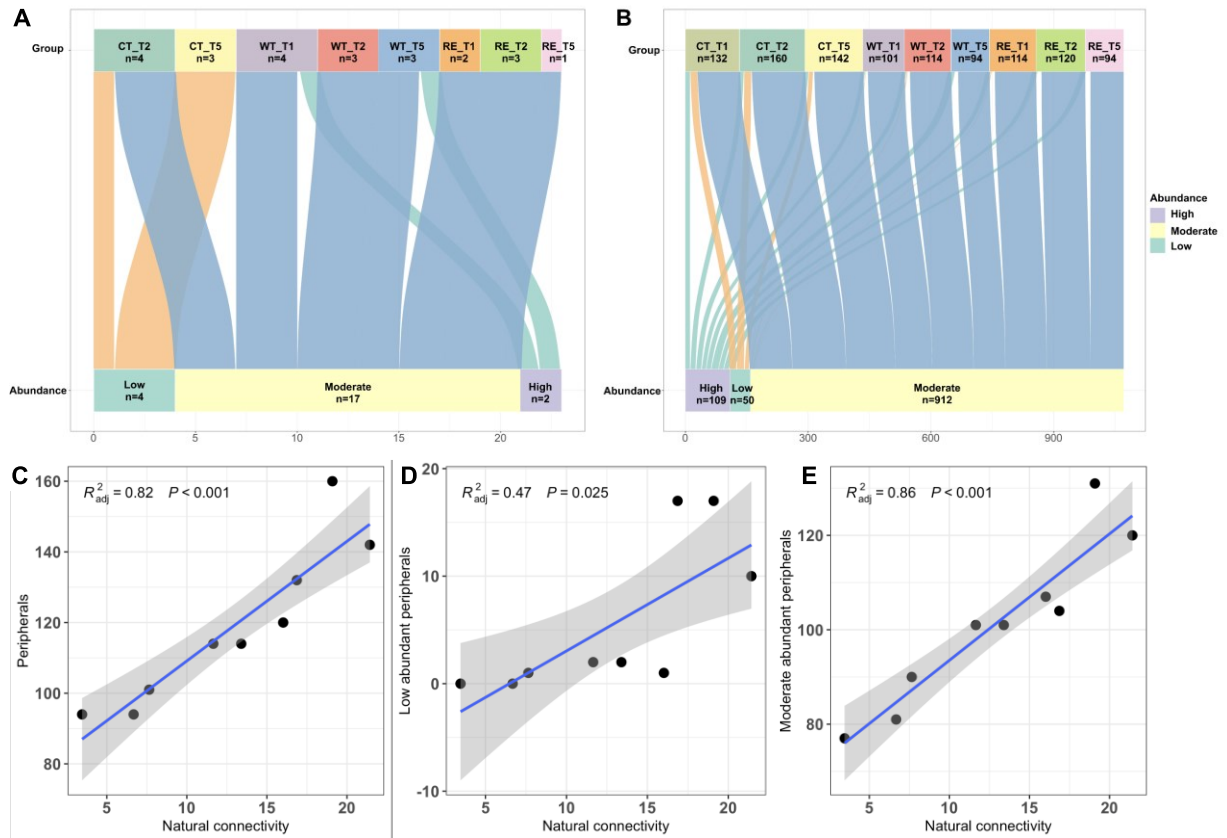 A
Group
CT_T2
n=4
CT_T5
n=3
WT_T1
n=4
WT_T2
n=3
WT_T5
n=3
RE_T1
n=2
RE_T2
n=3
RE_T5
n=1
Abundance
Low
n=4
Moderate
n=17
High
n=2
0 5 10 15 20
B
Group
CT_T1
n=132
CT_T2
n=160
CT_T5
n=142
WT_T1
n=101
WT_T2
n=114
WT_T5
n=94
RE_T1
n=114
RE_T2
n=120
RE_T5
n=94
Abundance
High
n=109
Low
n=50
Moderate
n=912
0 300 600 900
Abundance
High
Moderate
Low
C
R²adj = 0.82 P < 0.001
Peripherals
160
140
120
100
80
5 10 15 20
Natural connectivity
D
R²adj = 0.47 P = 0.025
Low abundant peripherals
20
10
0
-10
5 10 15 20
Natural connectivity
E
R²adj = 0.86 P < 0.001
Moderate abundant peripherals
120
100
80
5 10 15 20
Natural connectivity